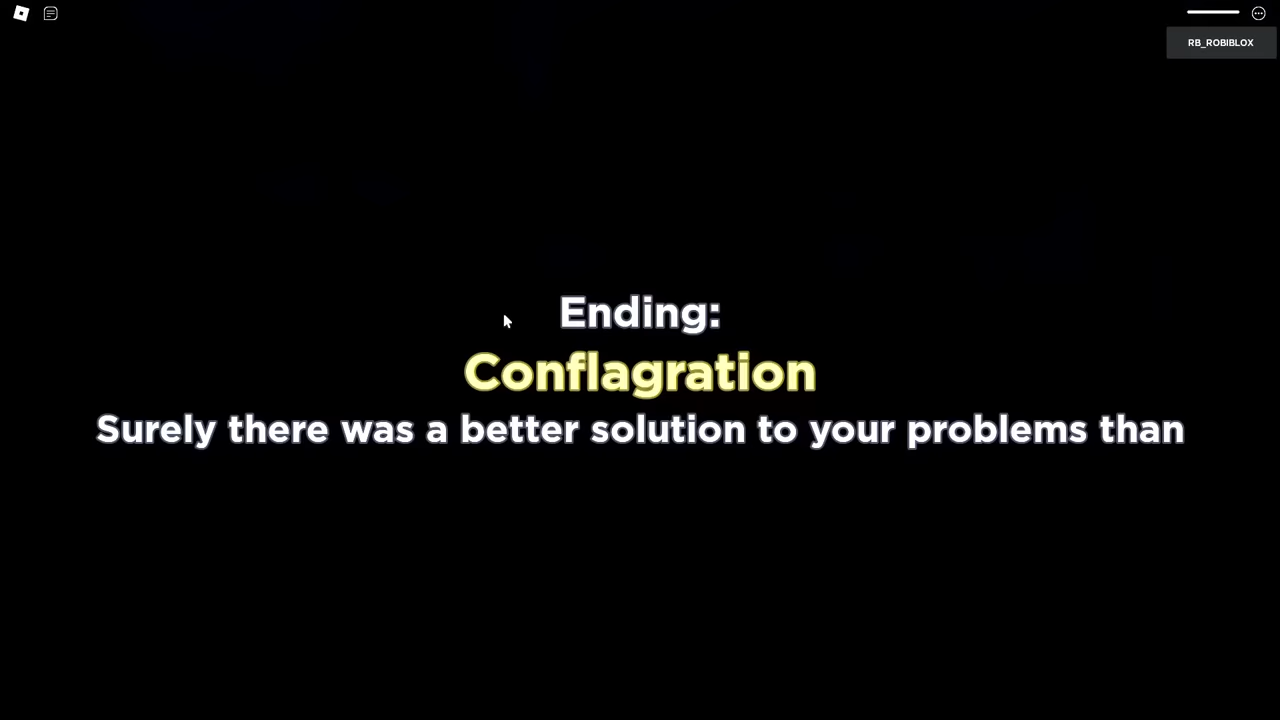 RB_ROBIBLOX
Ending:
Conflagration
Surely there was a better solution to your problems than